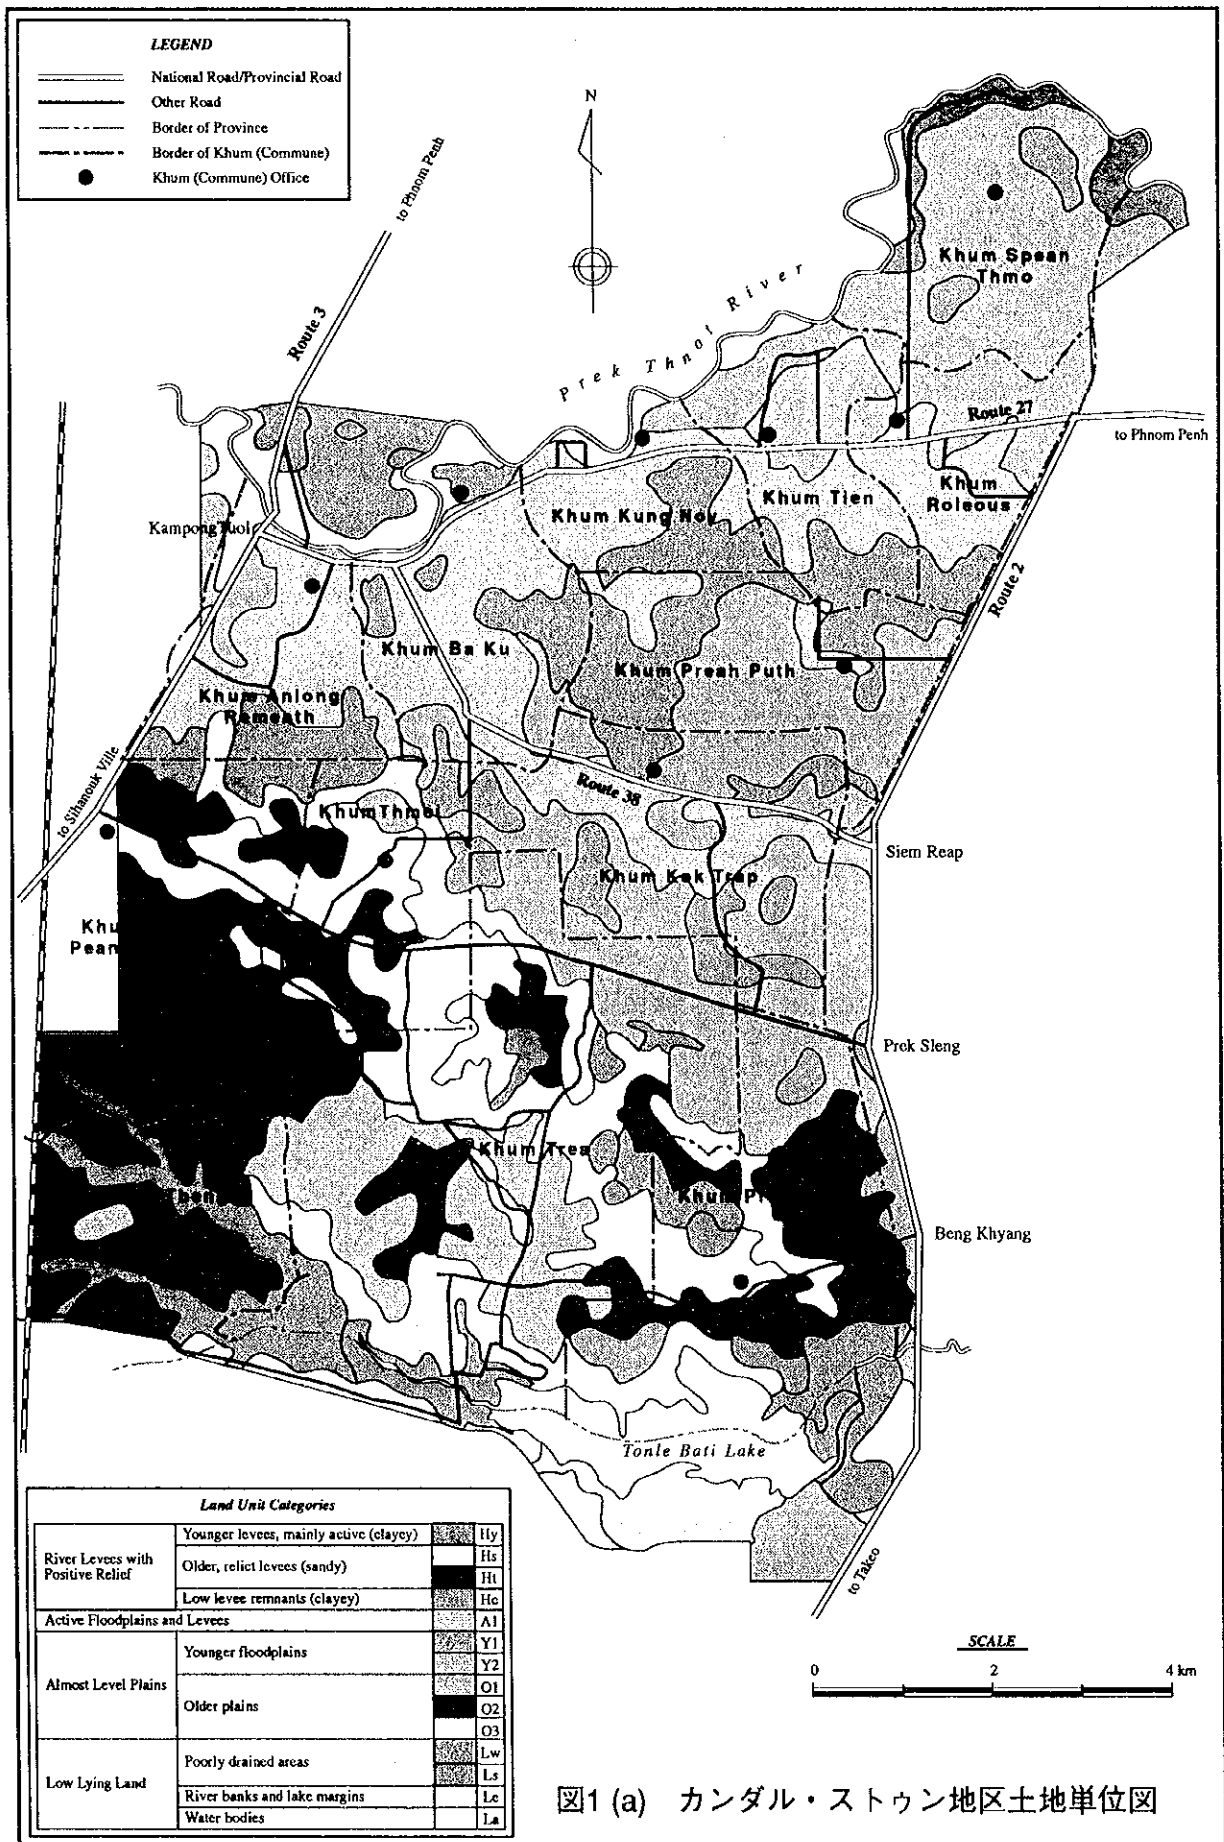 LEGEND
National Road/Provincial Road
Other Road
Border of Province
Border of Khum (Commune)
Khum (Commune) Office
N
to Phnom Penh
Route 3
Prek Thnot River
Khum Spean
Thmo
Route 27
to Phnom Penh
Khum Kung Noy
Khum Tien
Khum
Roleous
Kampong Tuol
Route 2
Khum Ba Ku
Khum Preah Puth
Khum Anlong
Romeath
to Sihanouk Ville
Route 38
Khum Thmei
Siem Reap
Khum Kok Trap
Khu
Pean
Prek Sleng
Khum Trea
Khum Pr
Beng Khyang
Tonle Bati Lake
to Takeo
Land Unit Categories
River Levees with
Positive Relief
Younger levees, mainly active (clayey) Hy
Older, relict levees (sandy) Hs
Ht
Low levee remnants (clayey) Hc
Active Floodplains and Levees A1
Almost Level Plains
Younger floodplains Y1
Y2
Older plains O1
O2
O3
Low Lying Land
Poorly drained areas Lw
Ls
River banks and lake margins Le
Water bodies La
SCALE
0 2 4 km
図1 (a) カンダル・ストゥン地区土地単位図